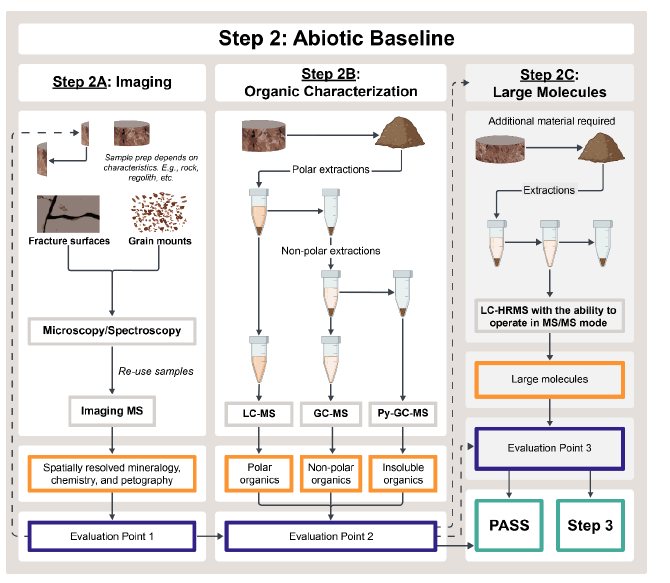 Step 2: Abiotic Baseline
Step 2A: Imaging
Sample prep depends on
characteristics. E.g., rock,
regolith, etc.
Fracture surfaces
Grain mounts
Microscopy/Spectroscopy
Re-use samples
Imaging MS
Spatially resolved mineralogy,
chemistry, and petography
Evaluation Point 1
Step 2B:
Organic Characterization
Polar extractions
Non-polar extractions
LC-MS
GC-MS
Py-GC-MS
Polar
organics
Non-polar
organics
Insoluble
organics
Evaluation Point 2
Step 2C:
Large Molecules
Additional material required
Extractions
LC-HRMS with the ability to
operate in MS/MS mode
Large molecules
Evaluation Point 3
PASS
Step 3